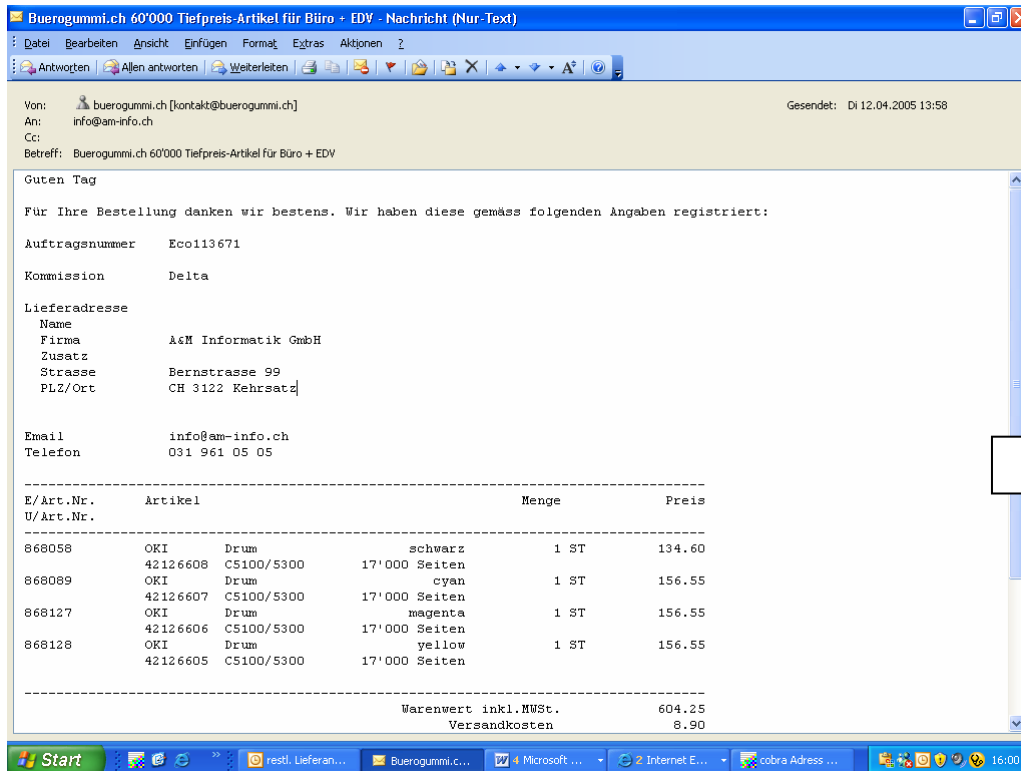 Buerogummi.ch 60'000 Tiefpreis-Artikel für Büro + EDV - Nachricht (Nur-Text)
Datei Bearbeiten Ansicht Einfügen Format Extras Aktionen ?
Antworten Allen antworten Weiterleiten
Von: buerogummi.ch [kontakt@buerogummi.ch] Gesendet: Di 12.04.2005 13:58
An: info@am-info.ch
Cc:
Betreff: Buerogummi.ch 60'000 Tiefpreis-Artikel für Büro + EDV
Guten Tag
Für Ihre Bestellung danken wir bestens. Wir haben diese gemäss folgenden Angaben registriert:
Auftragsnummer Eco113671
Kommission Delta
Lieferadresse
Name
Firma A&M Informatik GmbH
Zusatz
Strasse Bernstrasse 99
PLZ/Ort CH 3122 Kehrsatz
Email info@am-info.ch
Telefon 031 961 05 05
E/Art.Nr. Artikel Menge Preis
U/Art.Nr.
868058 OKI Drum schwarz 1 ST 134.60
42126608 C5100/5300 17'000 Seiten
868089 OKI Drum cyan 1 ST 156.55
42126607 C5100/5300 17'000 Seiten
868127 OKI Drum magenta 1 ST 156.55
42126606 C5100/5300 17'000 Seiten
868128 OKI Drum yellow 1 ST 156.55
42126605 C5100/5300 17'000 Seiten
Warenwert inkl.MWSt. 604.25
Versandkosten 8.90
Start restl. Lieferan... Buerogummi.c... 4 Microsoft ... 2 Internet E... cobra Adress ... 16:00